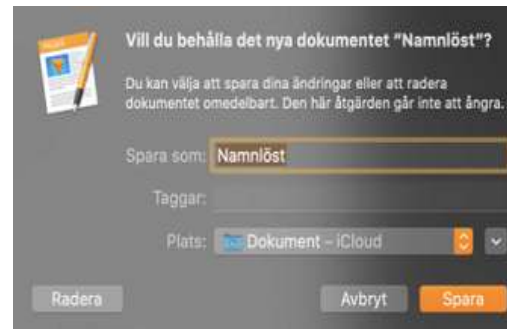 Vill du behålla det nya dokumentet ”Namnlöst”?
Du kan välja att spara dina ändringar eller att radera
dokumentet omedelbart. Den här åtgärden går inte att ångra.
Spara som: Namnlöst
Taggar:
Plats: Dokument – iCloud
Radera Avbryt Spara